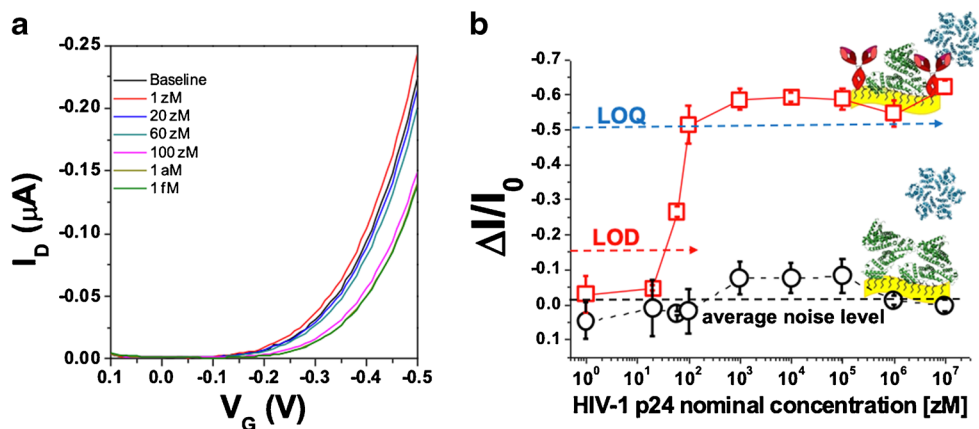 a
-0.25
-0.20
-0.15
-0.10
-0.05
0.00
I_D (μA)
Baseline
1 zM
20 zM
60 zM
100 zM
1 aM
1 fM
0.1 0.0 -0.1 -0.2 -0.3 -0.4 -0.5
V_G (V)
b
-0.7
-0.6
-0.5
-0.4
-0.3
-0.2
-0.1
0.0
0.1
ΔI/I_0
LOQ
LOD
average noise level
10^0 10^1 10^2 10^3 10^4 10^5 10^6 10^7
HIV-1 p24 nominal concentration [zM]